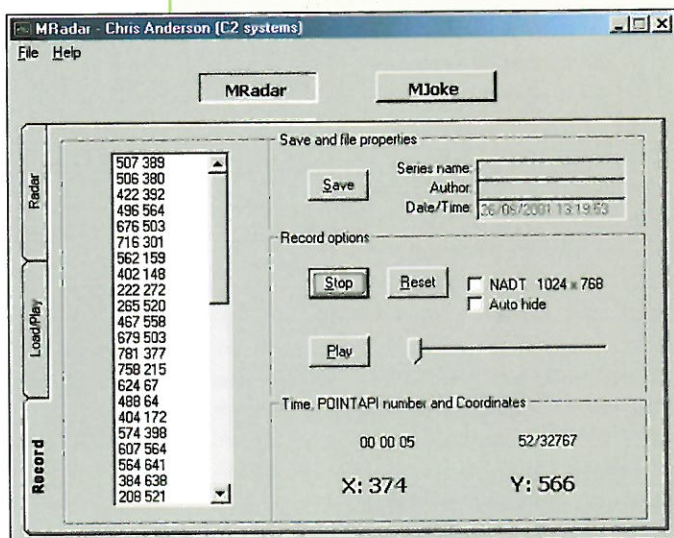 MRadar - Chris Anderson (C2 systems)
File Help
MRadar MJoke
Radar
Load/Play
Record
507 389
506 380
422 392
496 564
676 503
716 301
562 159
402 148
222 272
265 520
467 558
679 503
781 377
758 215
624 67
488 64
404 172
574 398
607 564
564 641
384 638
208 521
Save and file properties
Save
Series name:
Author:
Date/Time: 26/06/2001 13:19:53
Record options
Stop Reset
NADT 1024 x 768
Auto hide
Play
Time, POINTAPI number and Coordinates
00 00 05 52/32767
X: 374 Y: 566